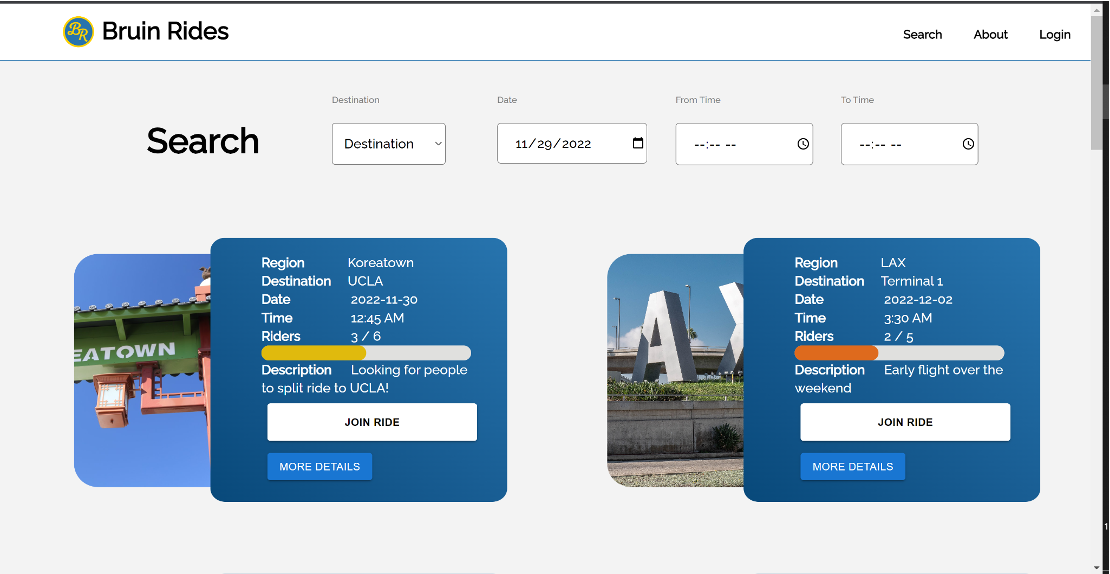 BR Bruin Rides
Search About Login
Destination Date From Time To Time
Search Destination 11/29/2022 --:-- -- --:-- --
EATOWN
Region Koreatown
Destination UCLA
Date 2022-11-30
Time 12:45 AM
Riders 3 / 6
Description Looking for people
to split ride to UCLA!
JOIN RIDE
MORE DETAILS
AX
Region LAX
Destination Terminal 1
Date 2022-12-02
Time 3:30 AM
Riders 2 / 5
Description Early flight over the
weekend
JOIN RIDE
MORE DETAILS
1